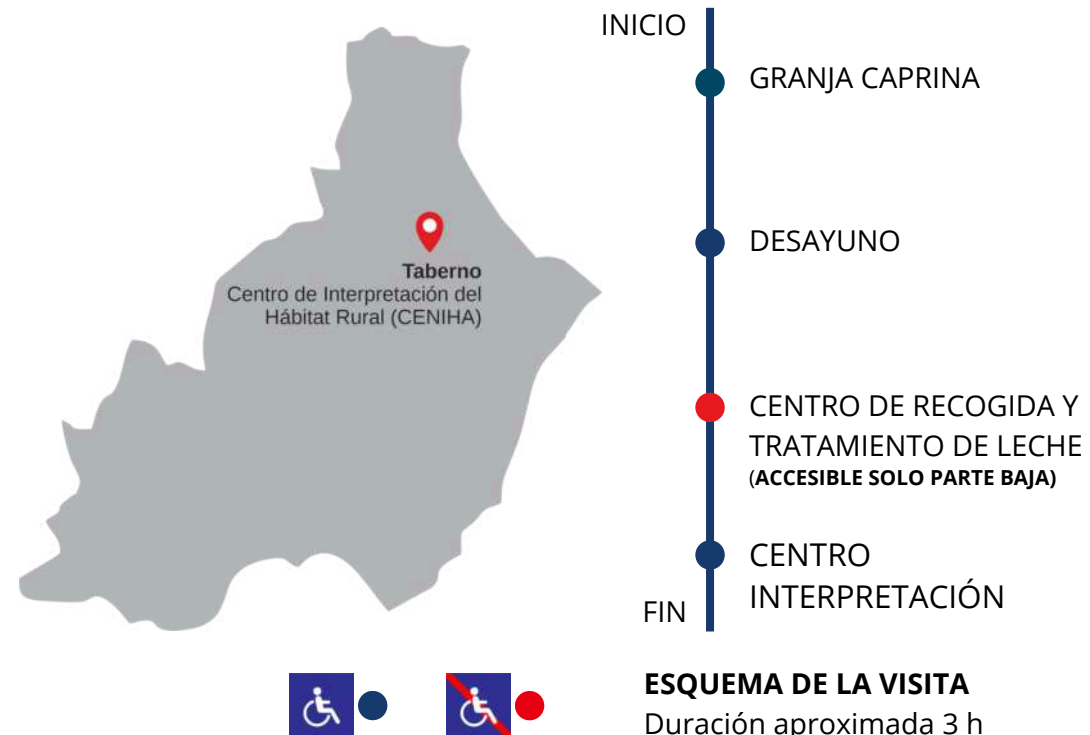 INICIO
GRANJA CAPRINA
DESAYUNO
Taberno
Centro de Interpretación del
Hábitat Rural (CENIHA)
CENTRO DE RECOGIDA Y
TRATAMIENTO DE LECHE
(ACCESIBLE SOLO PARTE BAJA)
CENTRO
INTERPRETACIÓN
FIN
ESQUEMA DE LA VISITA
Duración aproximada 3 h